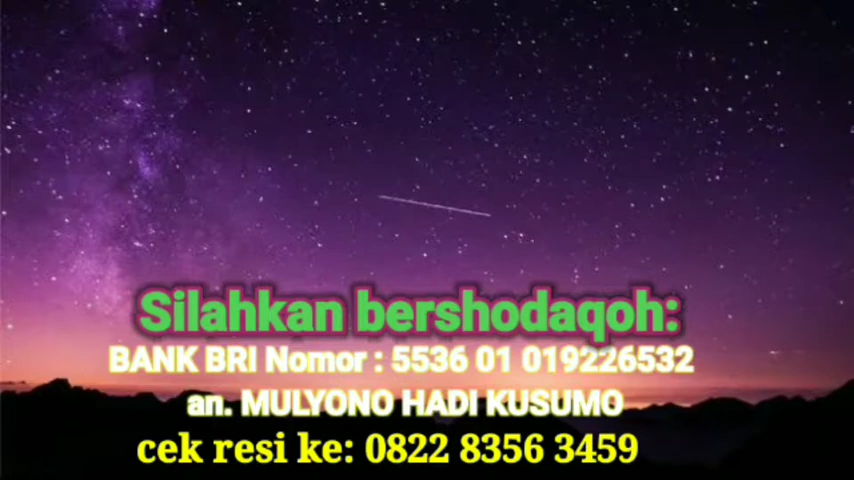 Silahkan bershodaqoh:
BANK BRI Nomor : 5536 01 019226532
an. MULYONO HADI KUSUMO
cek resi ke: 0822 8356 3459